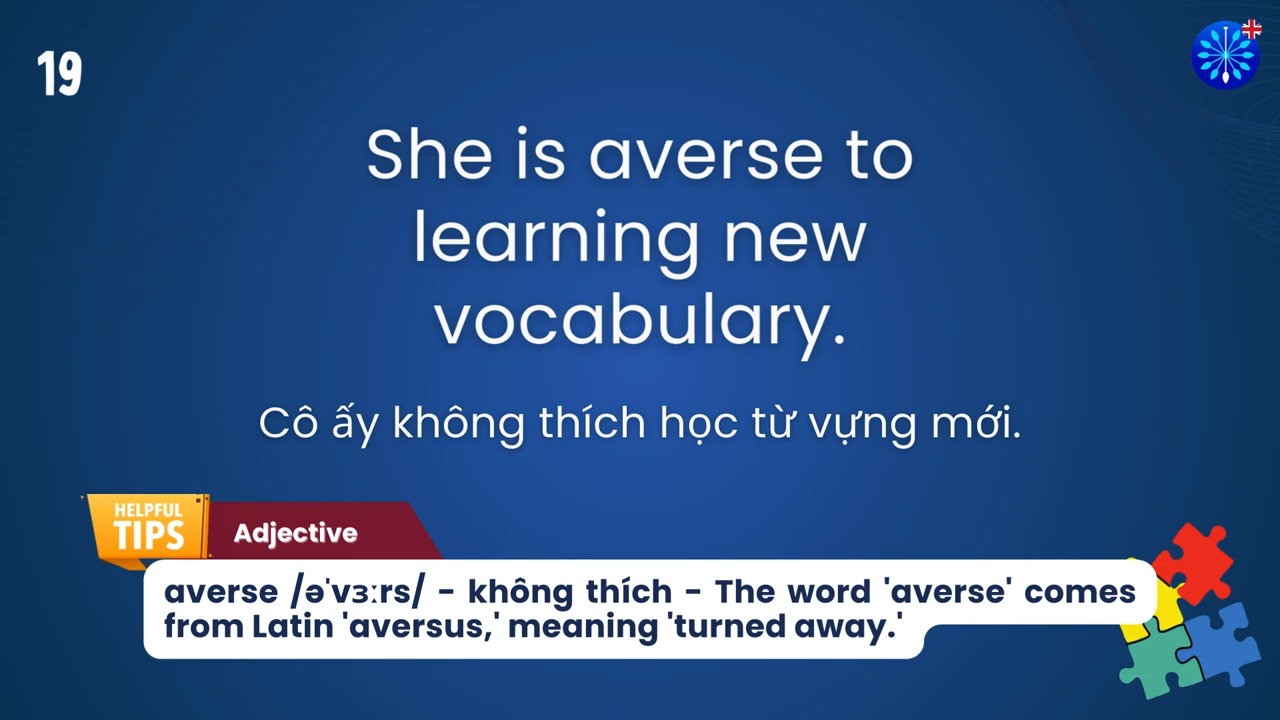 19
She is averse to
learning new
vocabulary.
Cô ấy không thích học từ vựng mới.
HELPFUL
TIPS
Adjective
averse /əˈvɜːrs/ - không thích - The word 'averse' comes
from Latin 'aversus,' meaning 'turned away.'